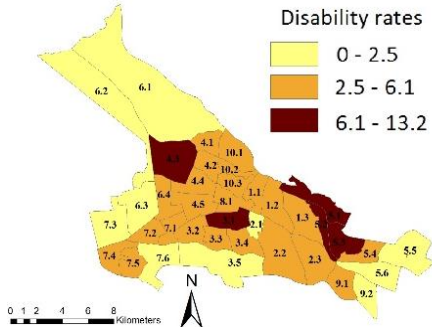 Disability rates
0 - 2.5
2.5 - 6.1
6.1 - 13.2
6.2 6.1
4.1
10.1
4.2 10.2
4.4 10.3
6.4 1.1
6.3 4.5 8.1 1.2
1.3
7.3 2.1
7.2 7.1 3.2
3.3 3.4
7.4 7.5 7.6 3.5 2.2 2.3 5.4 5.5
5.6
9.1
9.2
N
0 1 2 4 6 8
Kilometers